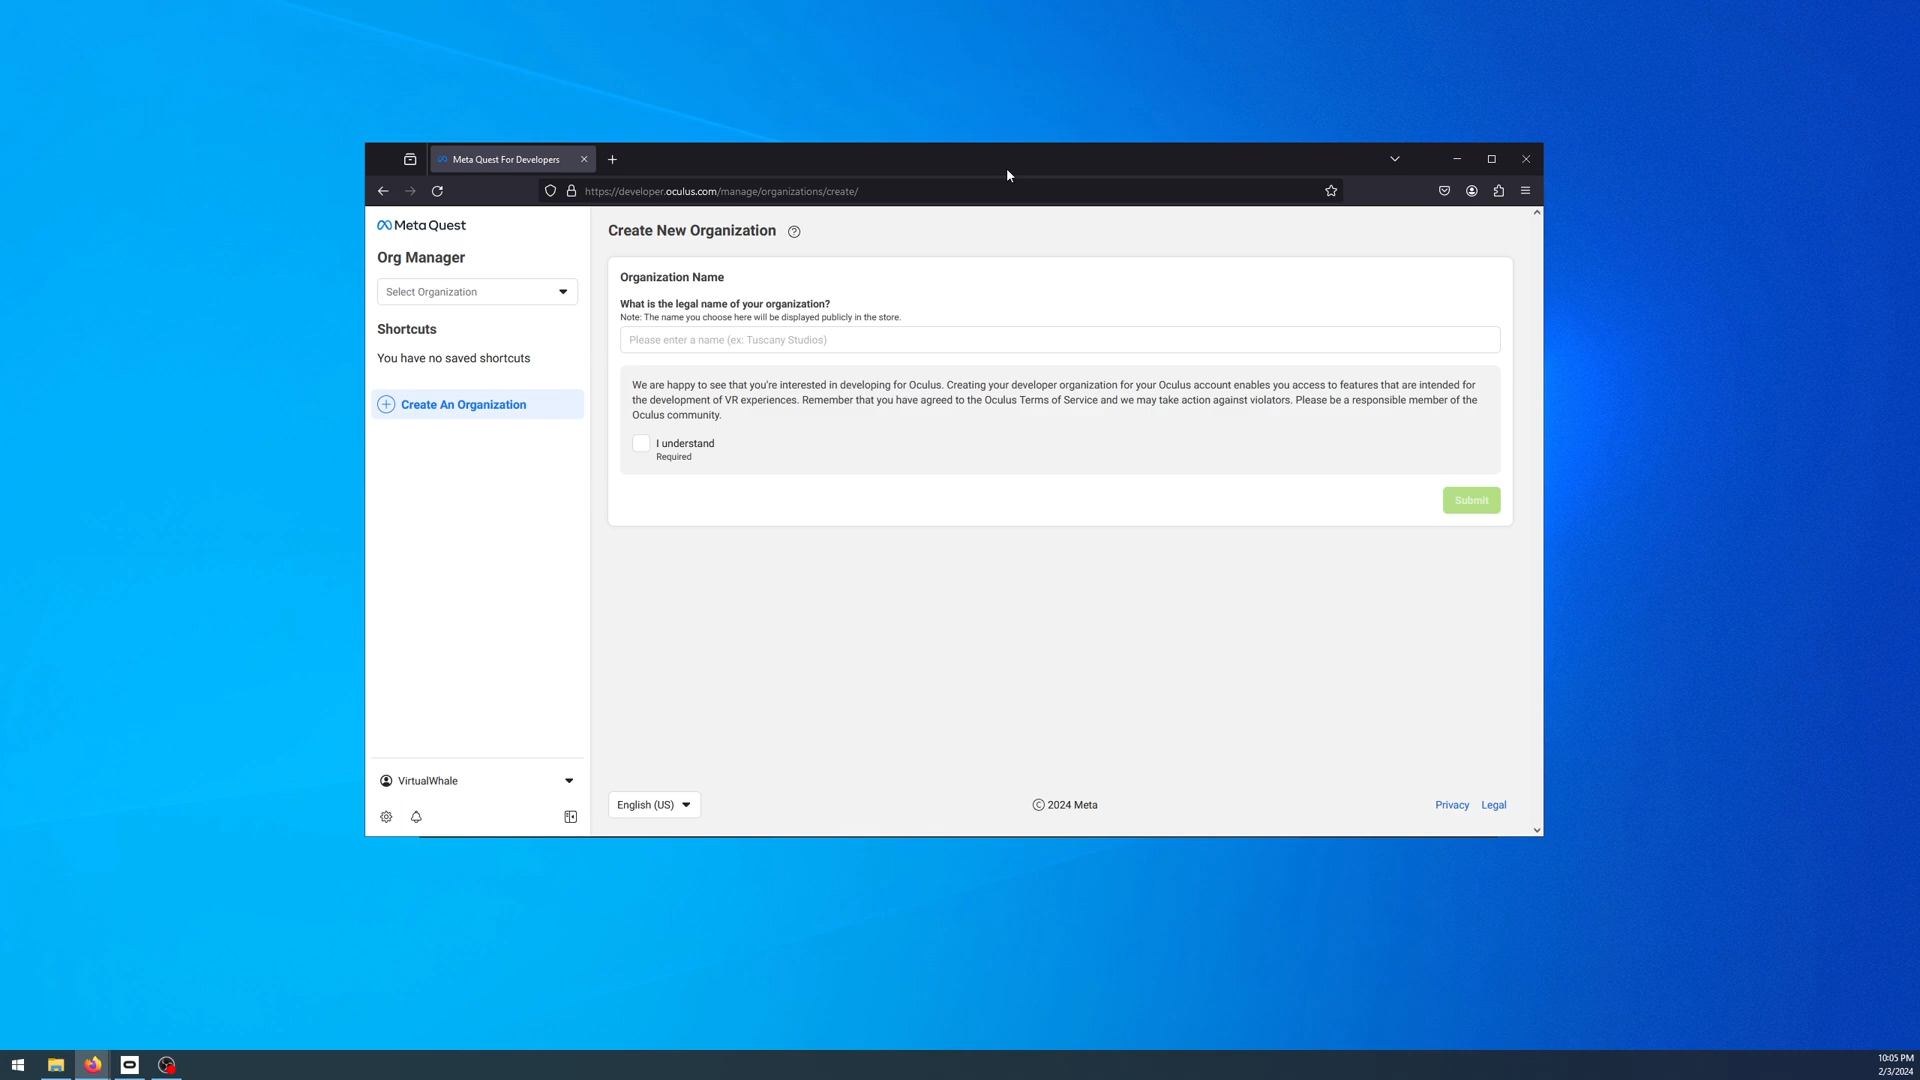 Meta Quest For Developers
https://developer.oculus.com/manage/organizations/create/
Meta Quest
Org Manager
Select Organization
Shortcuts
You have no saved shortcuts
Create An Organization
VirtualWhale
Create New Organization
Organization Name
What is the legal name of your organization?
Note: The name you choose here will be displayed publicly in the store.
Please enter a name (ex: Tuscany Studios)
We are happy to see that you're interested in developing for Oculus. Creating your developer organization for your Oculus account enables you access to features that are intended for
the development of VR experiences. Remember that you have agreed to the Oculus Terms of Service and we may take action against violators. Please be a responsible member of the
Oculus community.
I understand
Required
Submit
English (US)
© 2024 Meta
Privacy Legal
10:05 PM
2/3/2024